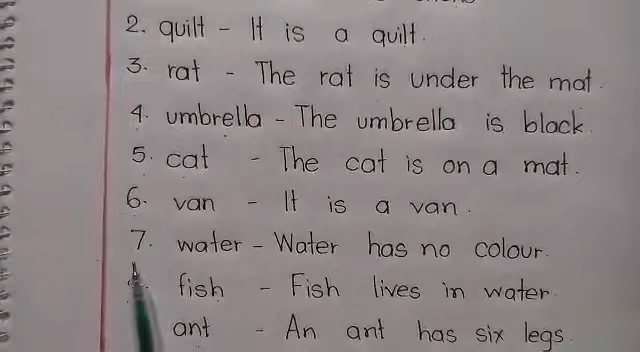 2. quilt - It is a quilt.
3. rat - The rat is under the mat.
4. umbrella - The umbrella is black.
5. cat - The cat is on a mat.
6. van - It is a van.
7. water - Water has no colour.
fish - Fish lives in water.
ant - An ant has six legs.